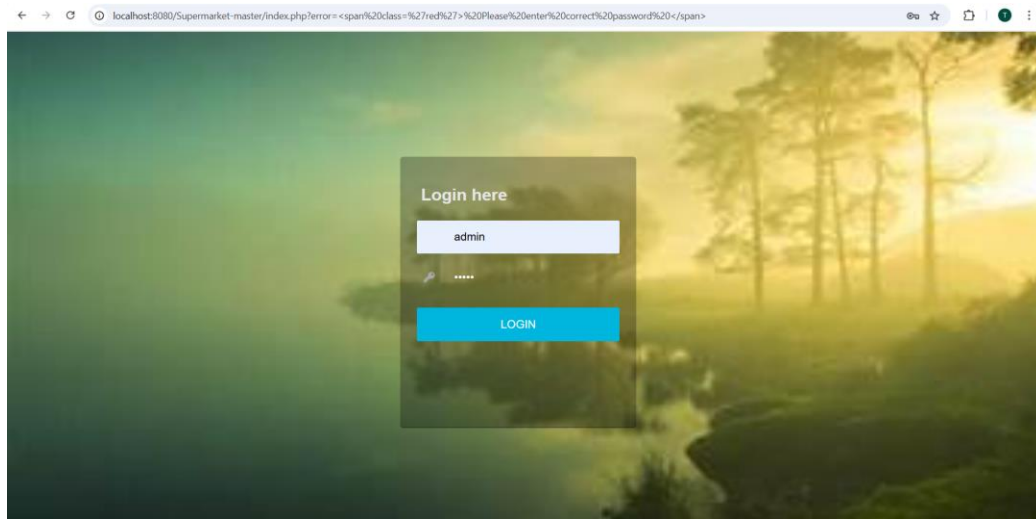 localhost:8080/Supermarket-master/index.php?error=<span%20class=%27red%27>%20Please%20enter%20correct%20password%20</span>
T
Login here
admin
•••••
LOGIN